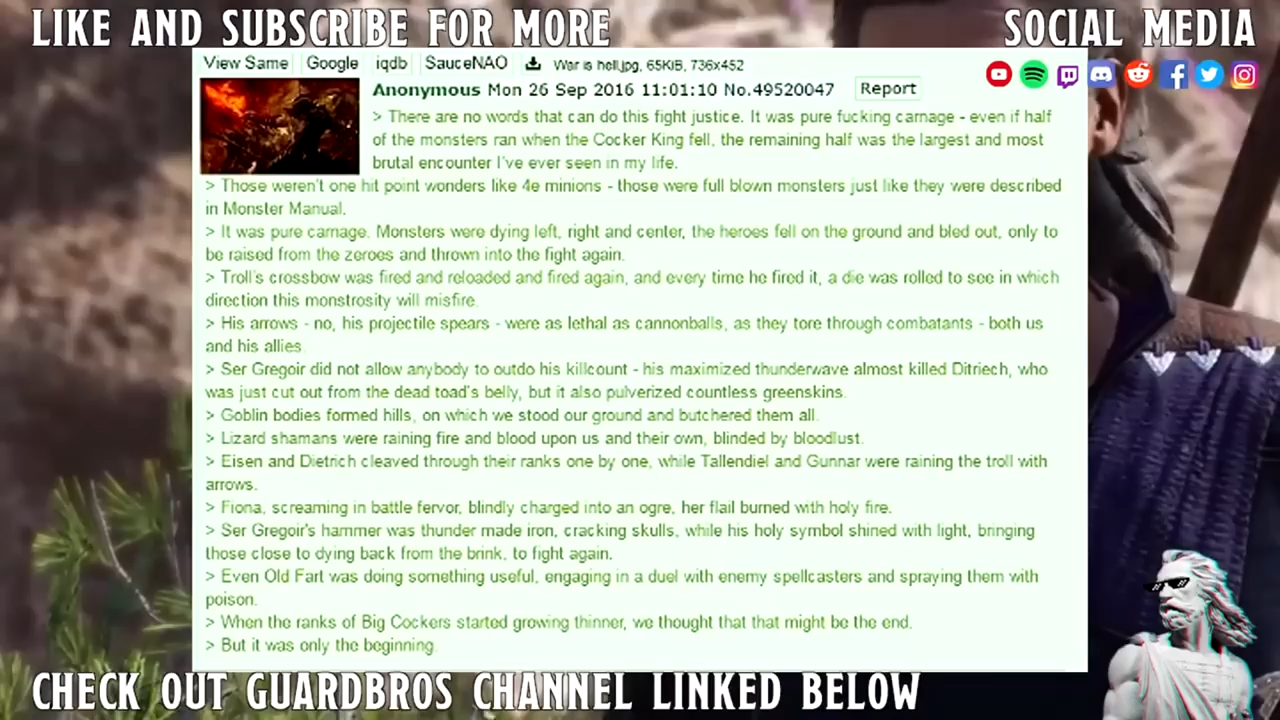 LIKE AND SUBSCRIBE FOR MORE
SOCIAL MEDIA
View Same Google iqdb SauceNAO War is hell.jpg, 65KiB, 736x452
Anonymous Mon 26 Sep 2016 11:01:10 No.49520047 Report
> There are no words that can do this fight justice. It was pure fucking carnage - even if half
of the monsters ran when the Cocker King fell, the remaining half was the largest and most
brutal encounter I've ever seen in my life.
> Those weren't one hit point wonders like 4e minions - those were full blown monsters just like they were described
in Monster Manual.
> It was pure carnage. Monsters were dying left, right and center, the heroes fell on the ground and bled out, only to
be raised from the zeroes and thrown into the fight again.
> Troll's crossbow was fired and reloaded and fired again, and every time he fired it, a die was rolled to see in which
direction this monstrosity will misfire.
> His arrows - no, his projectile spears - were as lethal as cannonballs, as they tore through combatants - both us
and his allies.
> Ser Gregoir did not allow anybody to outdo his killcount - his maximized thunderwave almost killed Ditriech, who
was just cut out from the dead toad's belly, but it also pulverized countless greenskins.
> Goblin bodies formed hills, on which we stood our ground and butchered them all.
> Lizard shamans were raining fire and blood upon us and their own, blinded by bloodlust.
> Eisen and Dietrich cleaved through their ranks one by one, while Tallendiel and Gunnar were raining the troll with
arrows.
> Fiona, screaming in battle fervor, blindly charged into an ogre, her flail burned with holy fire.
> Ser Gregoir's hammer was thunder made iron, cracking skulls, while his holy symbol shined with light, bringing
those close to dying back from the brink, to fight again.
> Even Old Fart was doing something useful, engaging in a duel with enemy spellcasters and spraying them with
poison.
> When the ranks of Big Cockers started growing thinner, we thought that that might be the end.
> But it was only the beginning.
CHECK OUT GUARDBROS CHANNEL LINKED BELOW